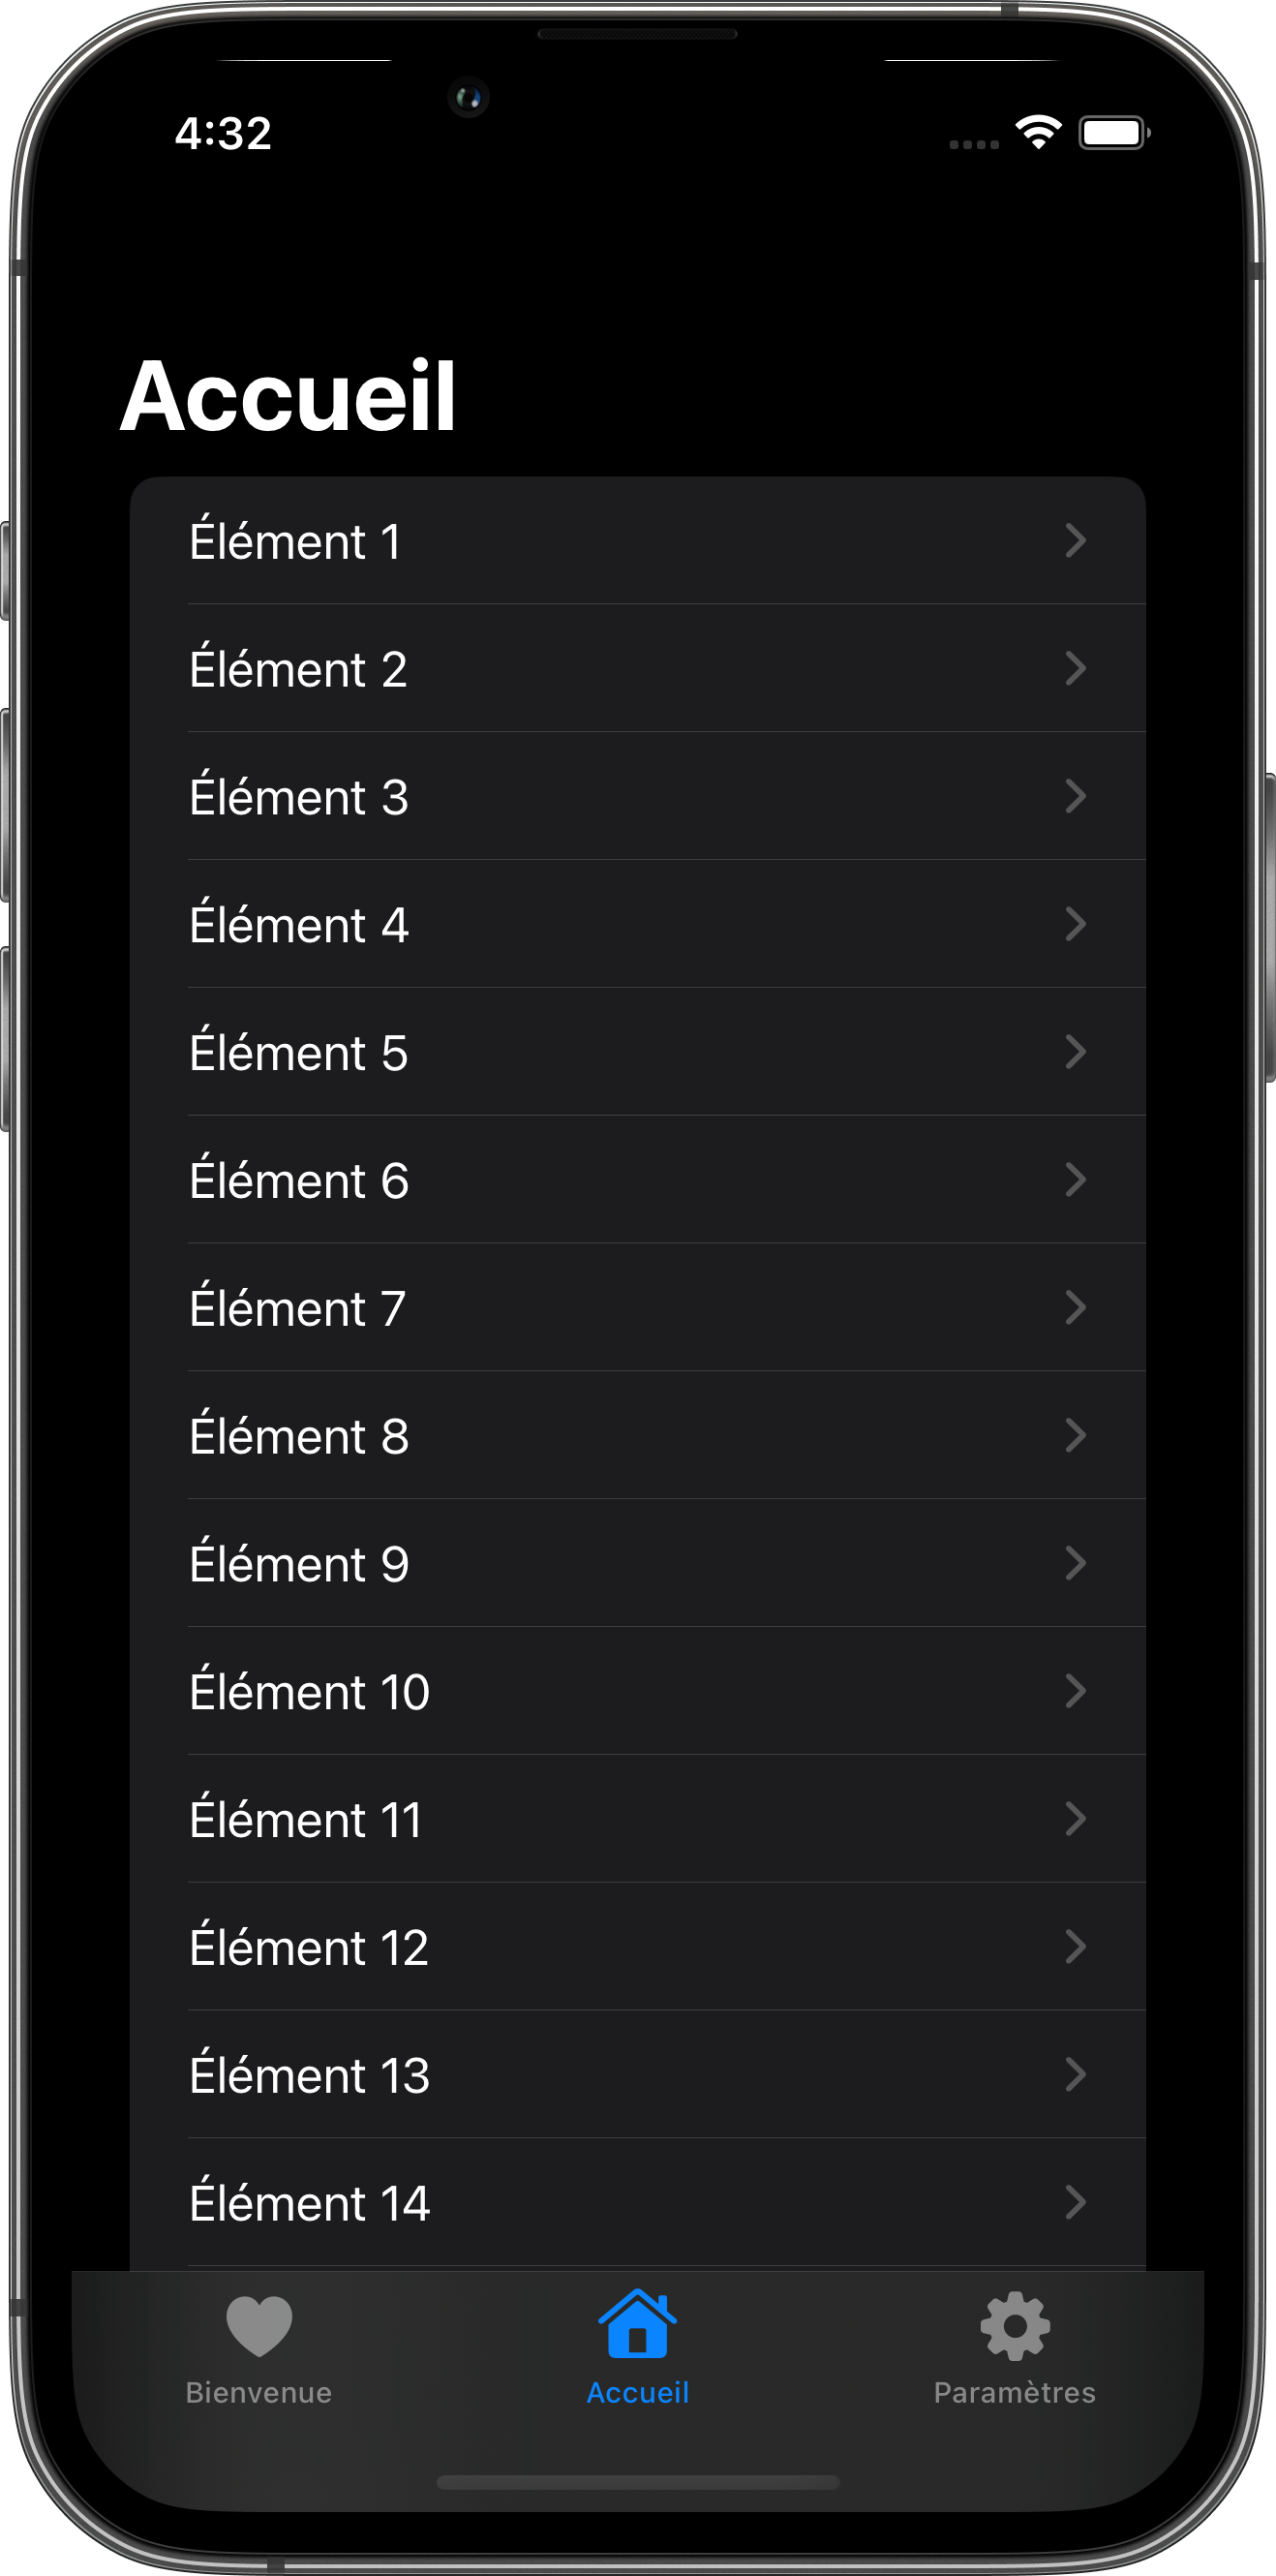 4:32
Accueil
Élément 1
Élément 2
Élément 3
Élément 4
Élément 5
Élément 6
Élément 7
Élément 8
Élément 9
Élément 10
Élément 11
Élément 12
Élément 13
Élément 14
Bienvenue
Accueil
Paramètres